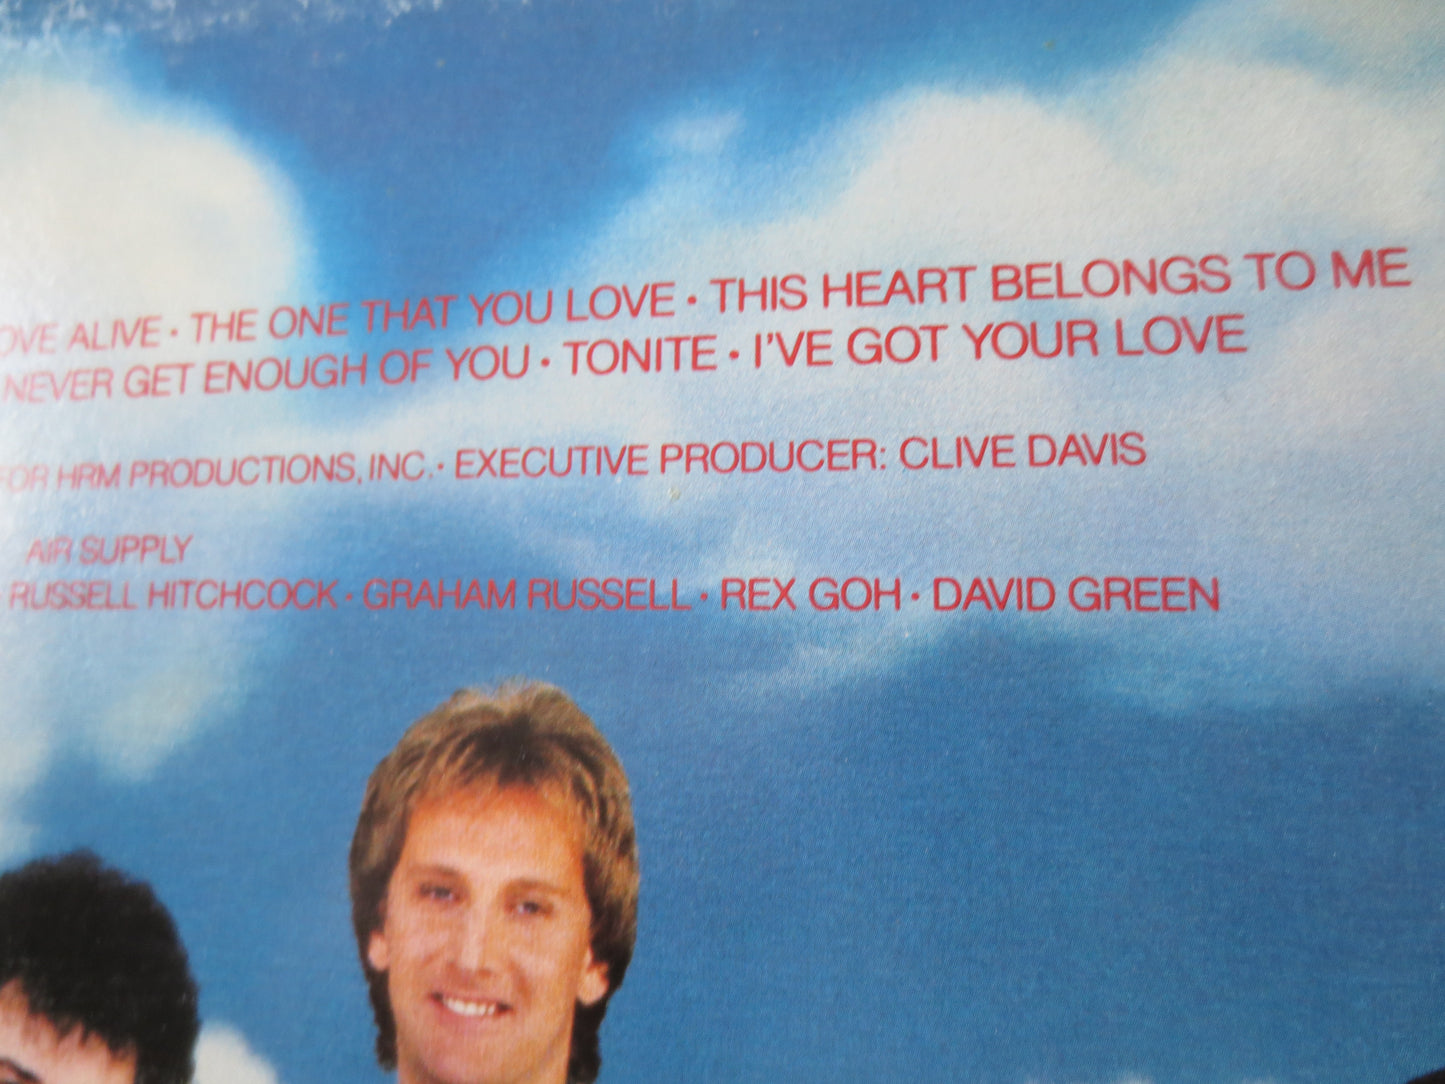 OVE ALIVE · THE ONE THAT YOU LOVE · THIS HEART BELONGS TO ME
NEVER GET ENOUGH OF YOU · TONITE · I'VE GOT YOUR LOVE
FOR HRM PRODUCTIONS, INC. · EXECUTIVE PRODUCER: CLIVE DAVIS
AIR SUPPLY
RUSSELL HITCHCOCK · GRAHAM RUSSELL · REX GOH · DAVID GREEN